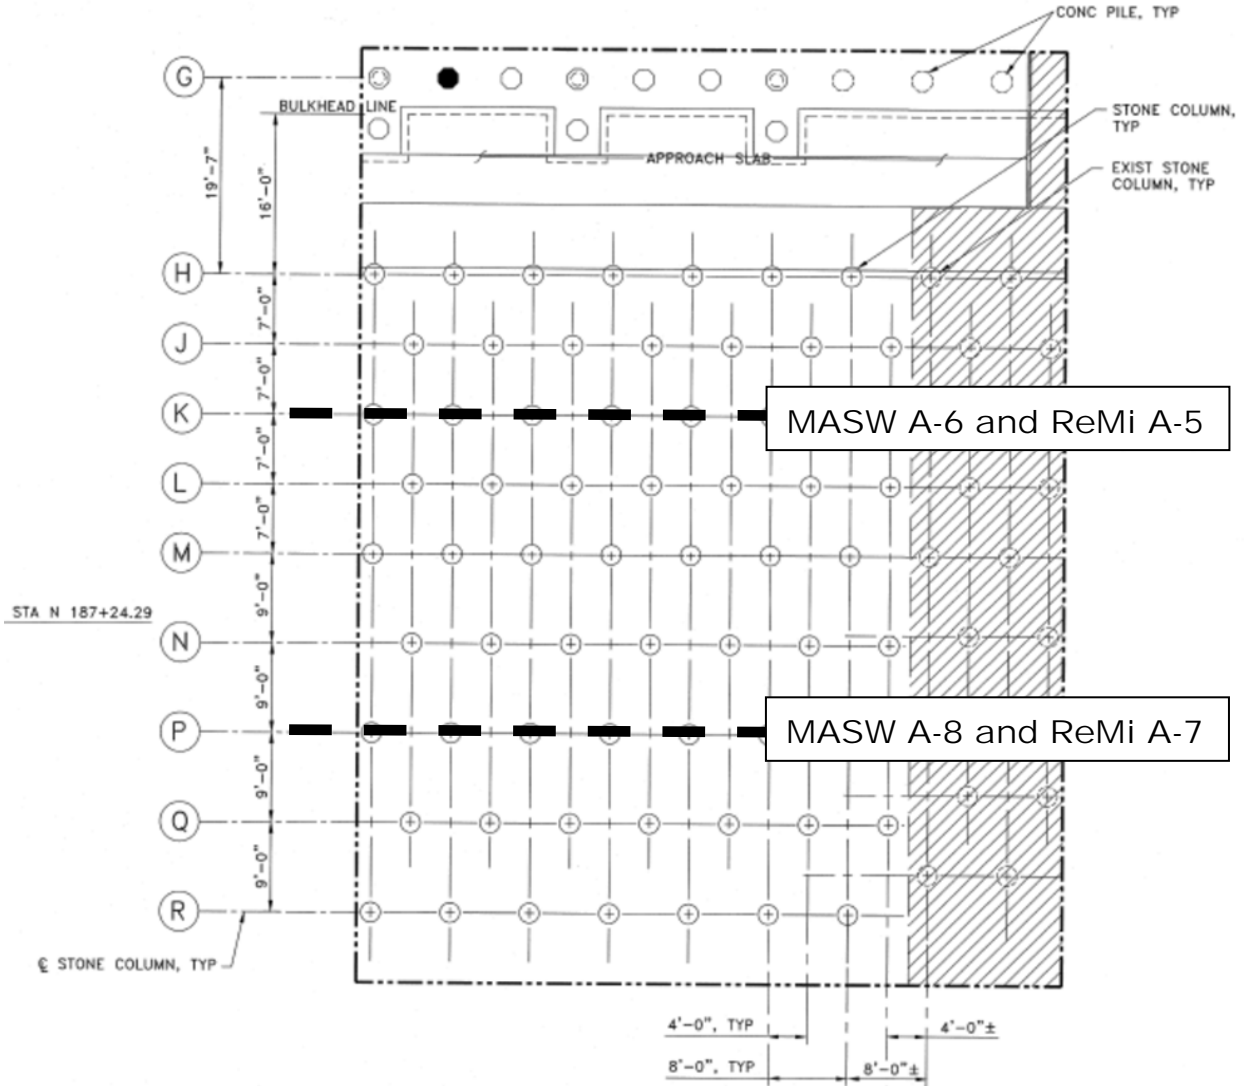 CONC PILE, TYP
G
BULKHEAD LINE
STONE COLUMN,
TYP
APPROACH SLAB
EXIST STONE
COLUMN, TYP
19'-7"
16'-0"
H
7'-0"
J
7'-0"
K
MASW A-6 and ReMi A-5
7'-0"
L
7'-0"
M
9'-0"
STA N 187+24.29
N
9'-0"
P
MASW A-8 and ReMi A-7
9'-0"
Q
9'-0"
R
℄ STONE COLUMN, TYP
4'-0", TYP
4'-0"±
8'-0", TYP
8'-0"±